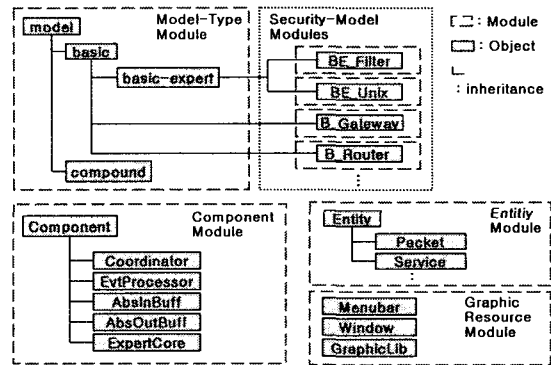 Model-Type
Module
model
basic
basic-expert
compound
Security-Model
Modules
BE_Filter
BE_Unix
B_Gateway
B_Router
: Module
: Object
: inheritance
Component
Module
Component
Coordinator
EvtProcessor
AbsInBuff
AbsOutBuff
ExpertCore
Entitiy
Module
Entity
Packet
Service
Graphic
Resource
Module
Menubar
Window
GraphicLib